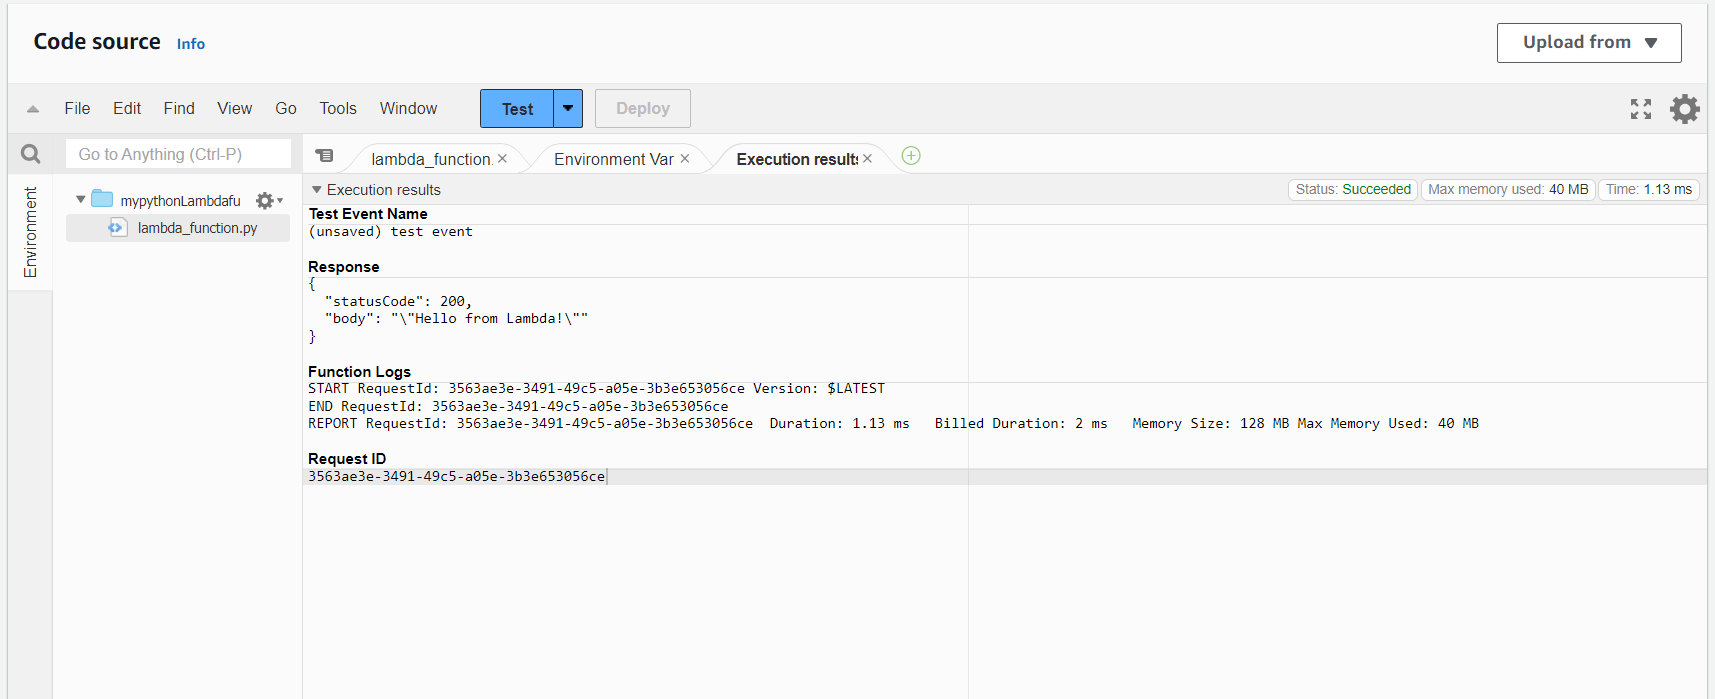 Code source Info
Upload from
File Edit Find View Go Tools Window Test Deploy
Go to Anything (Ctrl-P)
lambda_function. Environment Var Execution results
Environment
mypythonLambdafu
lambda_function.py
Execution results
Status: Succeeded Max memory used: 40 MB Time: 1.13 ms
Test Event Name
(unsaved) test event
Response
{
"statusCode": 200,
"body": "\"Hello from Lambda!\""
}
Function Logs
START RequestId: 3563ae3e-3491-49c5-a05e-3b3e653056ce Version: $LATEST
END RequestId: 3563ae3e-3491-49c5-a05e-3b3e653056ce
REPORT RequestId: 3563ae3e-3491-49c5-a05e-3b3e653056ce Duration: 1.13 ms Billed Duration: 2 ms Memory Size: 128 MB Max Memory Used: 40 MB
Request ID
3563ae3e-3491-49c5-a05e-3b3e653056ce